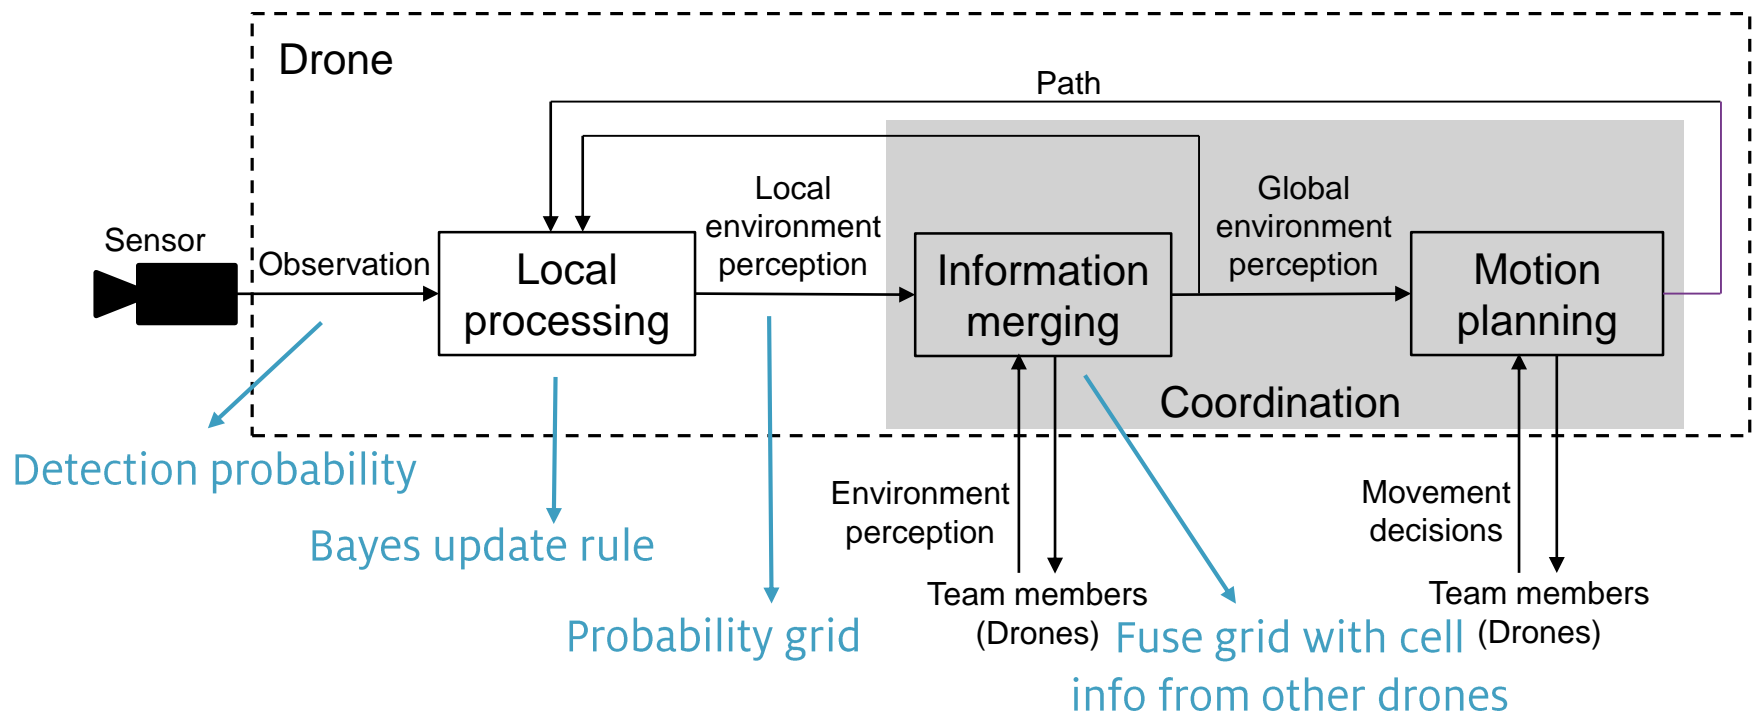 Drone
Path
Sensor
Observation
Local
processing
Local
environment
perception
Information
merging
Global
environment
perception
Motion
planning
Coordination
Detection probability
Bayes update rule
Probability grid
Environment
perception
Team members
(Drones)
Fuse grid with cell
info from other drones
Movement
decisions
Team members
(Drones)